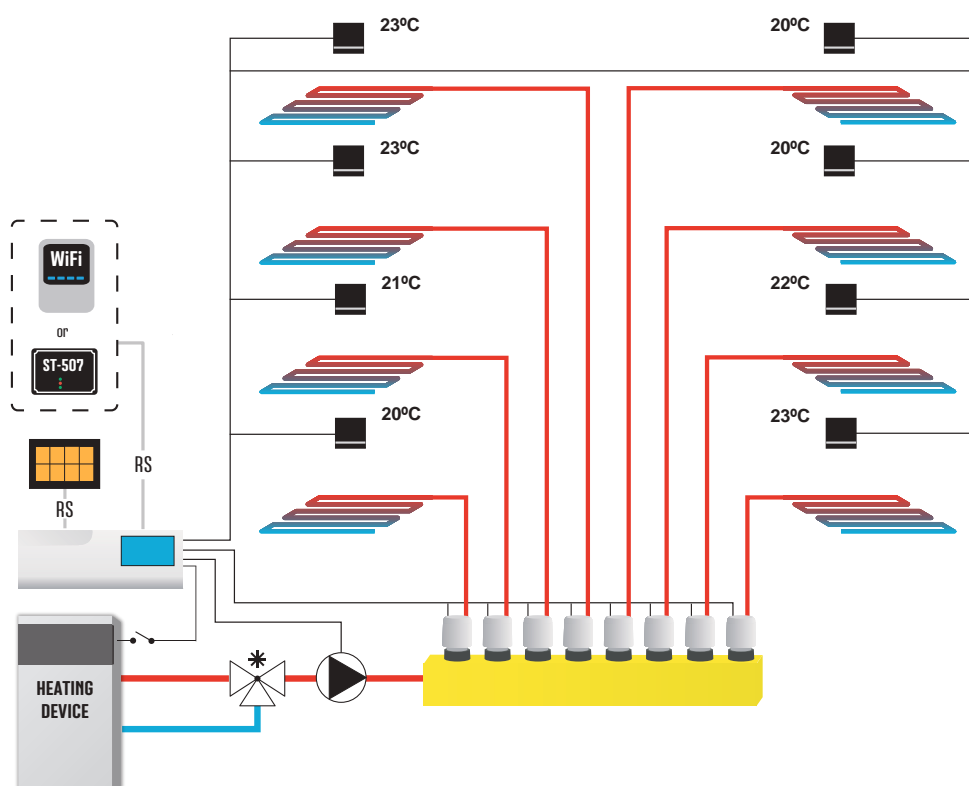 23ºC
20ºC
23ºC
20ºC
WiFi
21ºC
22ºC
or
ST-507
20ºC
23ºC
RS
RS
HEATING
DEVICE